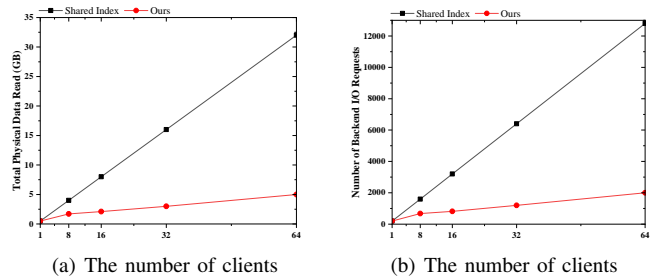 Shared Index Ours
35
30
25
20
15
10
5
0
Total Physical Data Read (GB)
1 8 16 32 64
(a) The number of clients
Shared Index Ours
12000
10000
8000
6000
4000
2000
0
Number of Backend I/O Requests
1 8 16 32 64
(b) The number of clients